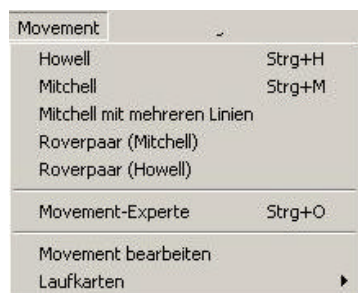 Movement
Howell Strg+H
Mitchell Strg+M
Mitchell mit mehreren Linien
Roverpaar (Mitchell)
Roverpaar (Howell)
Movement-Experte Strg+O
Movement bearbeiten
Laufkarten